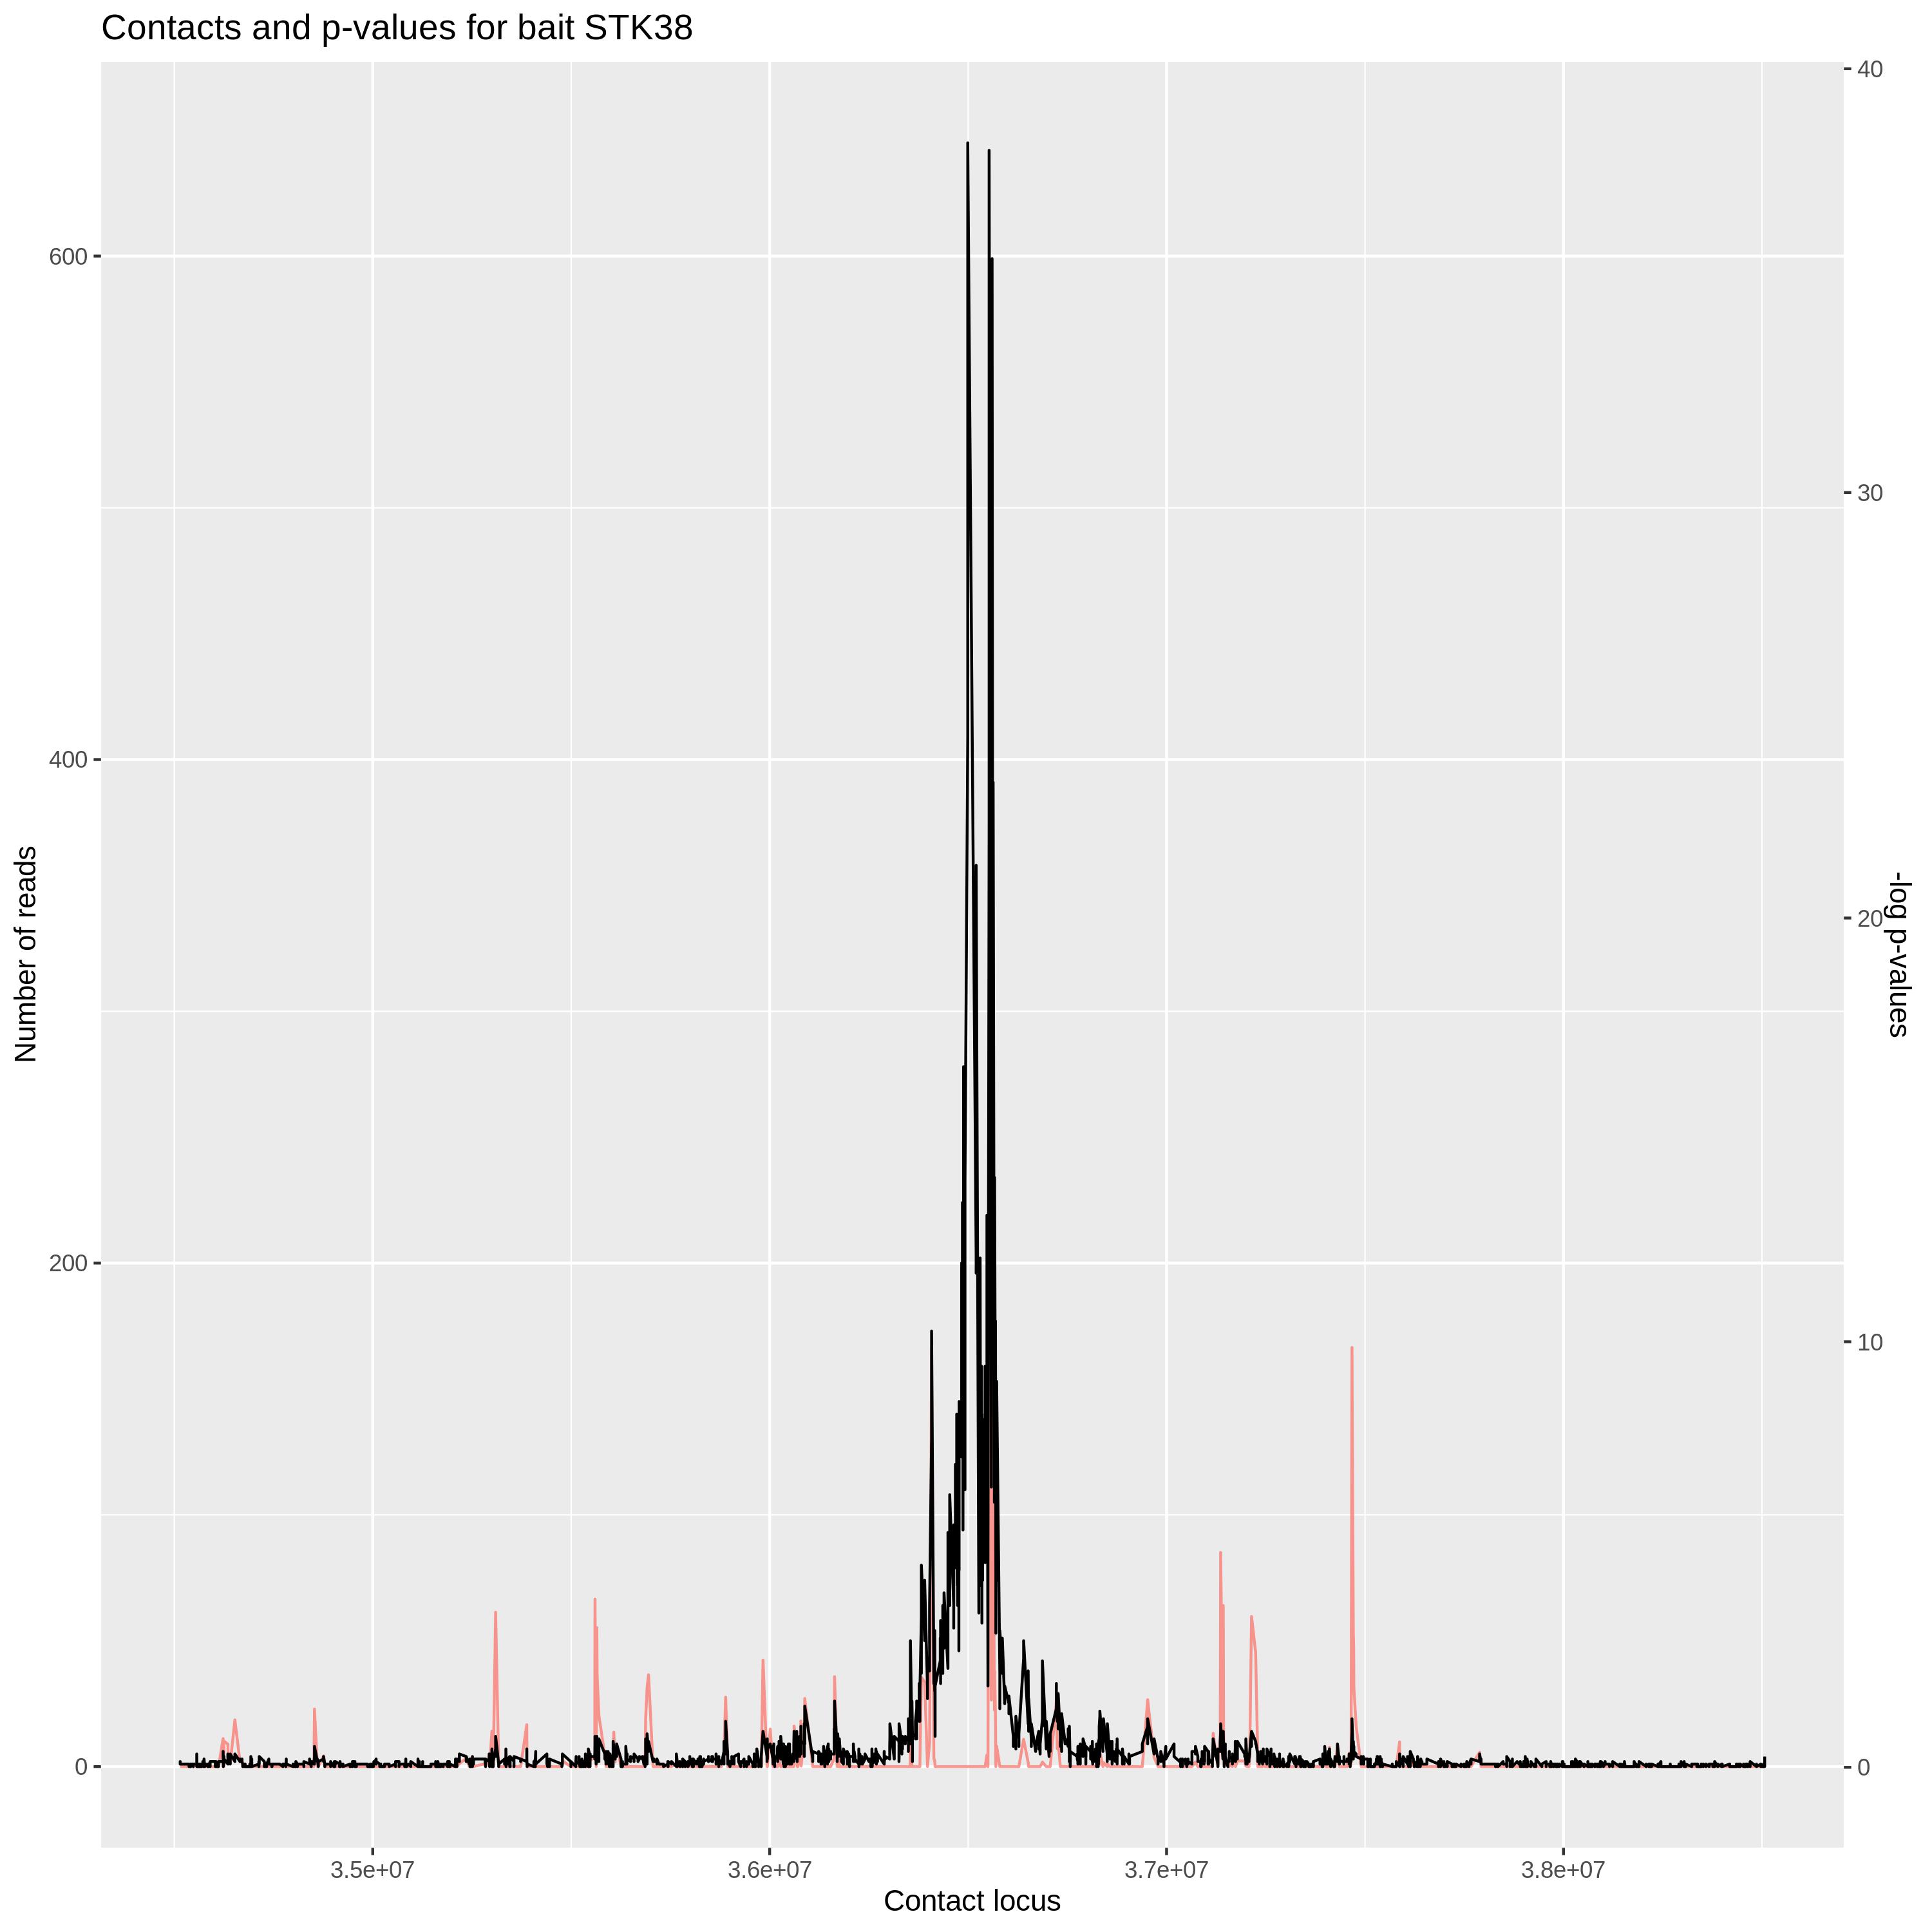 Contacts and p-values for bait STK38
Number of reads
600
400
200
0
40
30
20
10
0
-log p-values
3.5e+07 3.6e+07 3.7e+07 3.8e+07
Contact locus